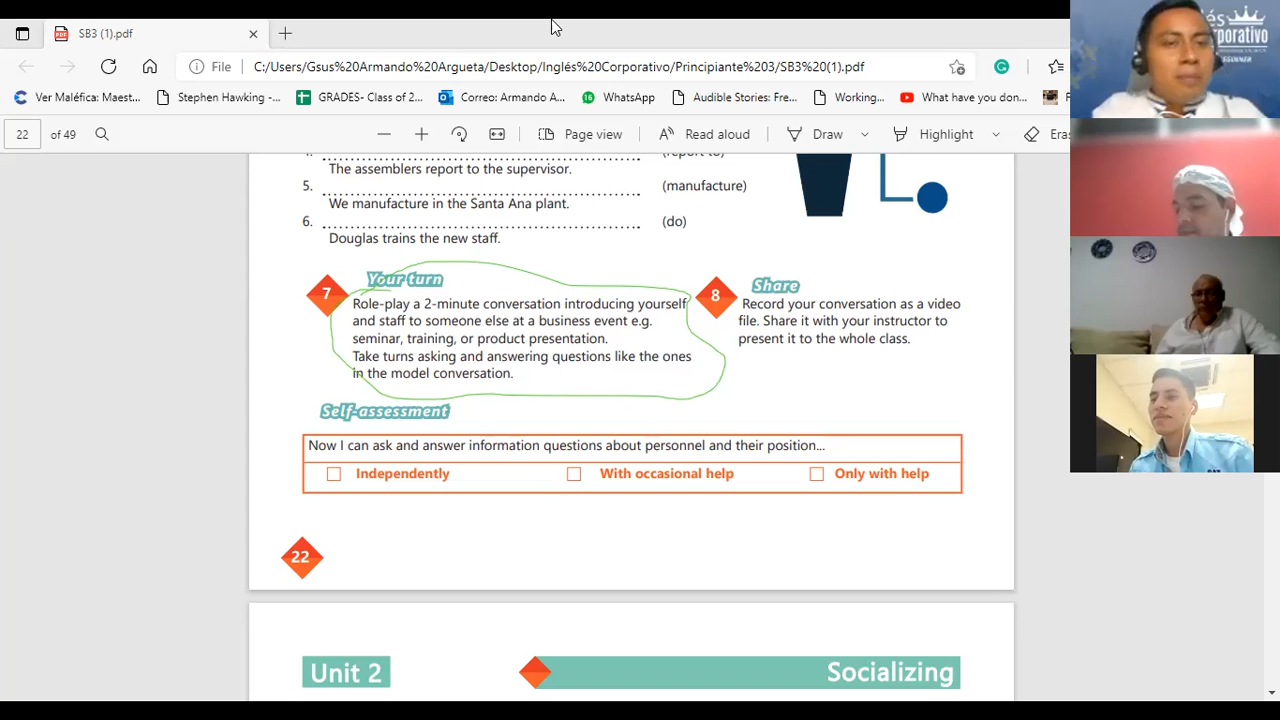 SB3 (1).pdf
File
C:/Users/Gsus%20Armando%20Argueta/Desktop/Inglés%20Corporativo/Principiante%203/SB3%20(1).pdf
Ver Maléfica: Maest...
Stephen Hawking -...
GRADES- Class of 2...
Correo: Armando A...
16
WhatsApp
Audible Stories: Fre...
Working...
What have you don...
22
of 49
Page view
Read aloud
Draw
Highlight
The assemblers report to the supervisor.
5.
(manufacture)
We manufacture in the Santa Ana plant.
6.
(do)
Douglas trains the new staff.
7
Your turn
Role-play a 2-minute conversation introducing yourself
and staff to someone else at a business event e.g.
seminar, training, or product presentation.
Take turns asking and answering questions like the ones
in the model conversation.
8
Share
Record your conversation as a video
file. Share it with your instructor to
present it to the whole class.
Self-assessment
Now I can ask and answer information questions about personnel and their position...
Independently
With occasional help
Only with help
22
Unit 2
Socializing